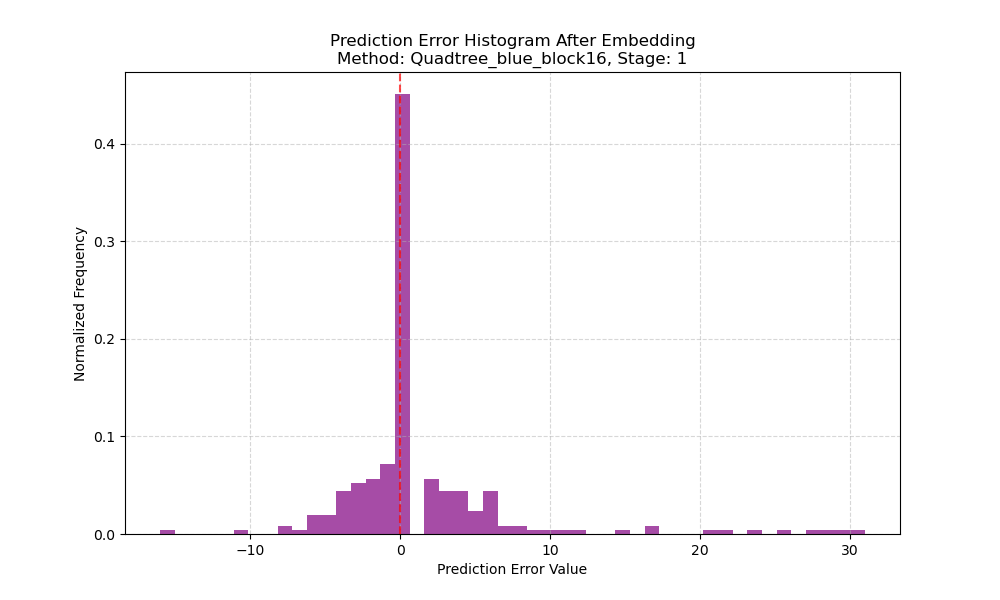 Prediction Error Histogram After Embedding
Method: Quadtree_blue_block16, Stage: 1
Normalized Frequency
0.4
0.3
0.2
0.1
0.0
−10
0
10
20
30
Prediction Error Value